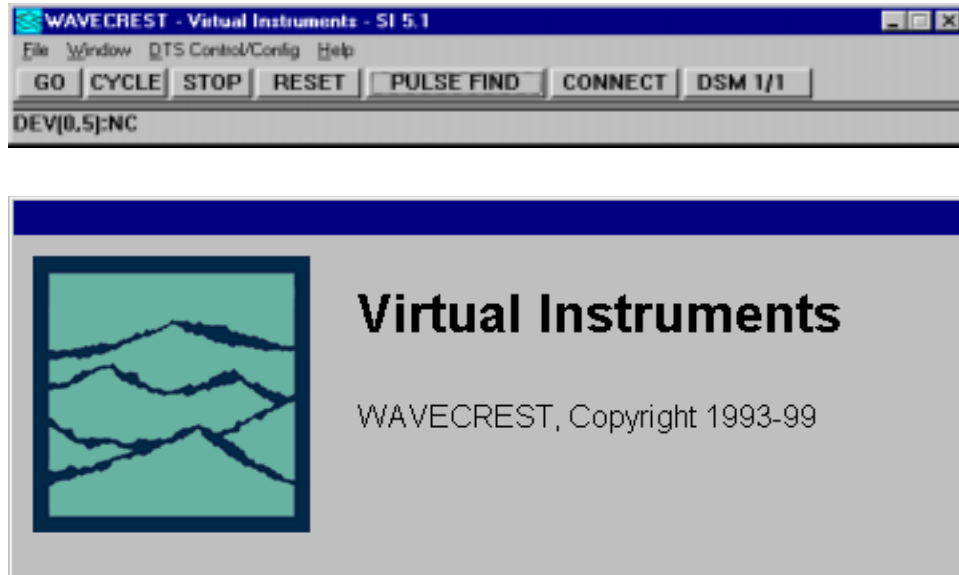 WAVECREST - Virtual Instruments - SI 5.1
File Window DTS Control/Config Help
GO CYCLE STOP RESET PULSE FIND CONNECT DSM 1/1
DEV[0,5]:NC
Virtual Instruments
WAVECREST, Copyright 1993-99